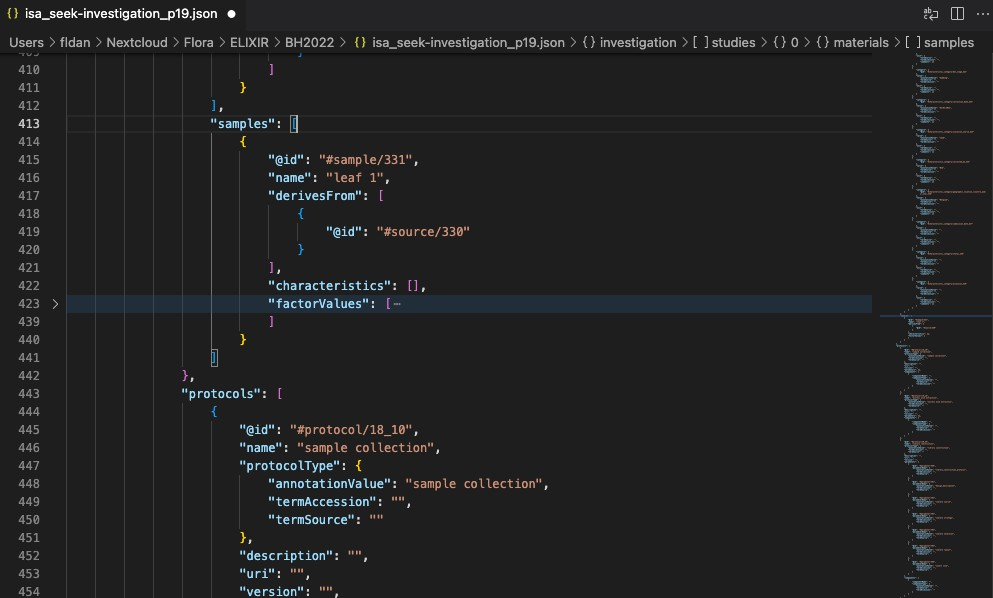 {} isa_seek-investigation_p19.json ●
Users > fldan > Nextcloud > Flora > ELIXIR > BH2022 > {} isa_seek-investigation_p19.json > {} investigation > [ ] studies > {} 0 > {} materials > [ ] samples
410 ]
411 }
412 ],
413 "samples": [
414 {
415 "@id": "#sample/331",
416 "name": "leaf 1",
417 "derivesFrom": [
418 {
419 "@id": "#source/330"
420 }
421 ],
422 "characteristics": [],
423 > "factorValues": [ ⋯
439 ]
440 }
441 ]
442 },
443 "protocols": [
444 {
445 "@id": "#protocol/18_10",
446 "name": "sample collection",
447 "protocolType": {
448 "annotationValue": "sample collection",
449 "termAccession": "",
450 "termSource": ""
451 },
452 "description": "",
453 "uri": "",
454 "version": "",